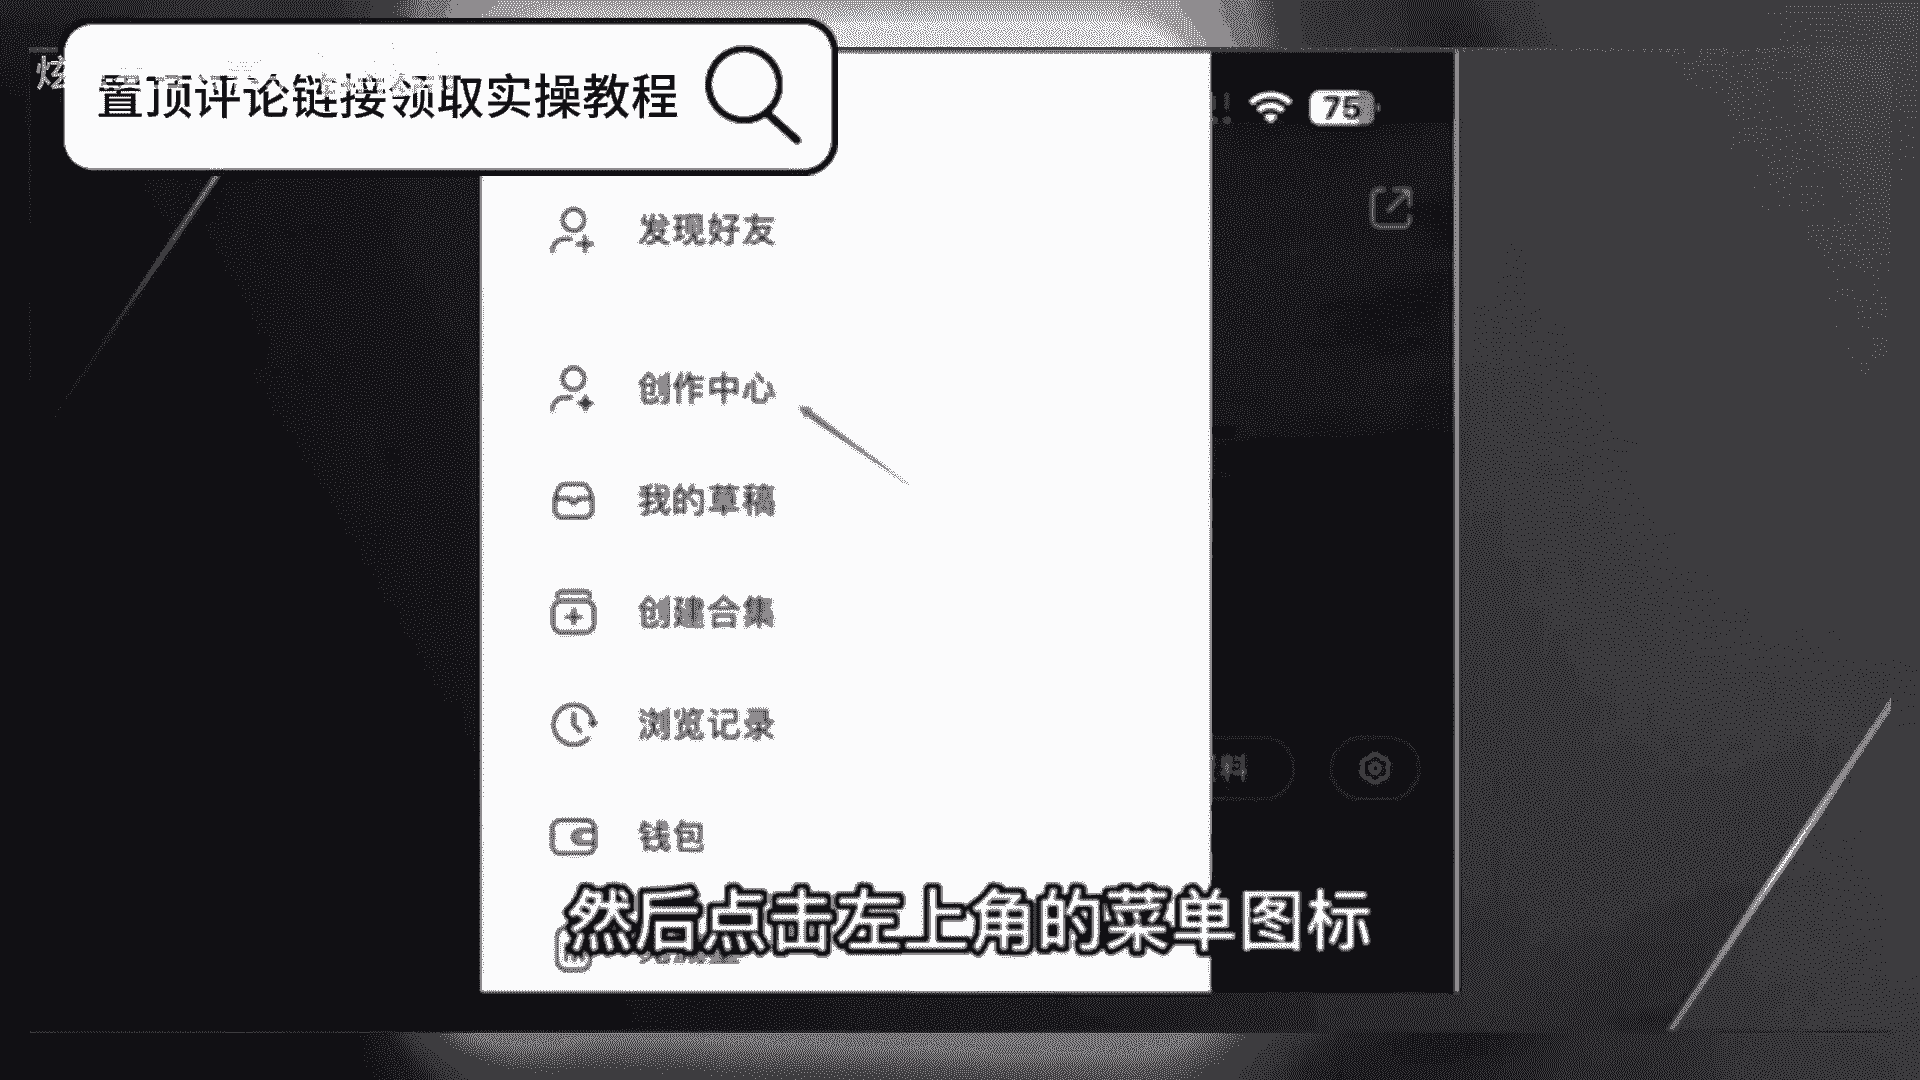 炫
置顶评论链接领取实操教程
75
发现好友
创作中心
我的草稿
创建合集
浏览记录
料
钱包
然后点击左上角的菜单图标